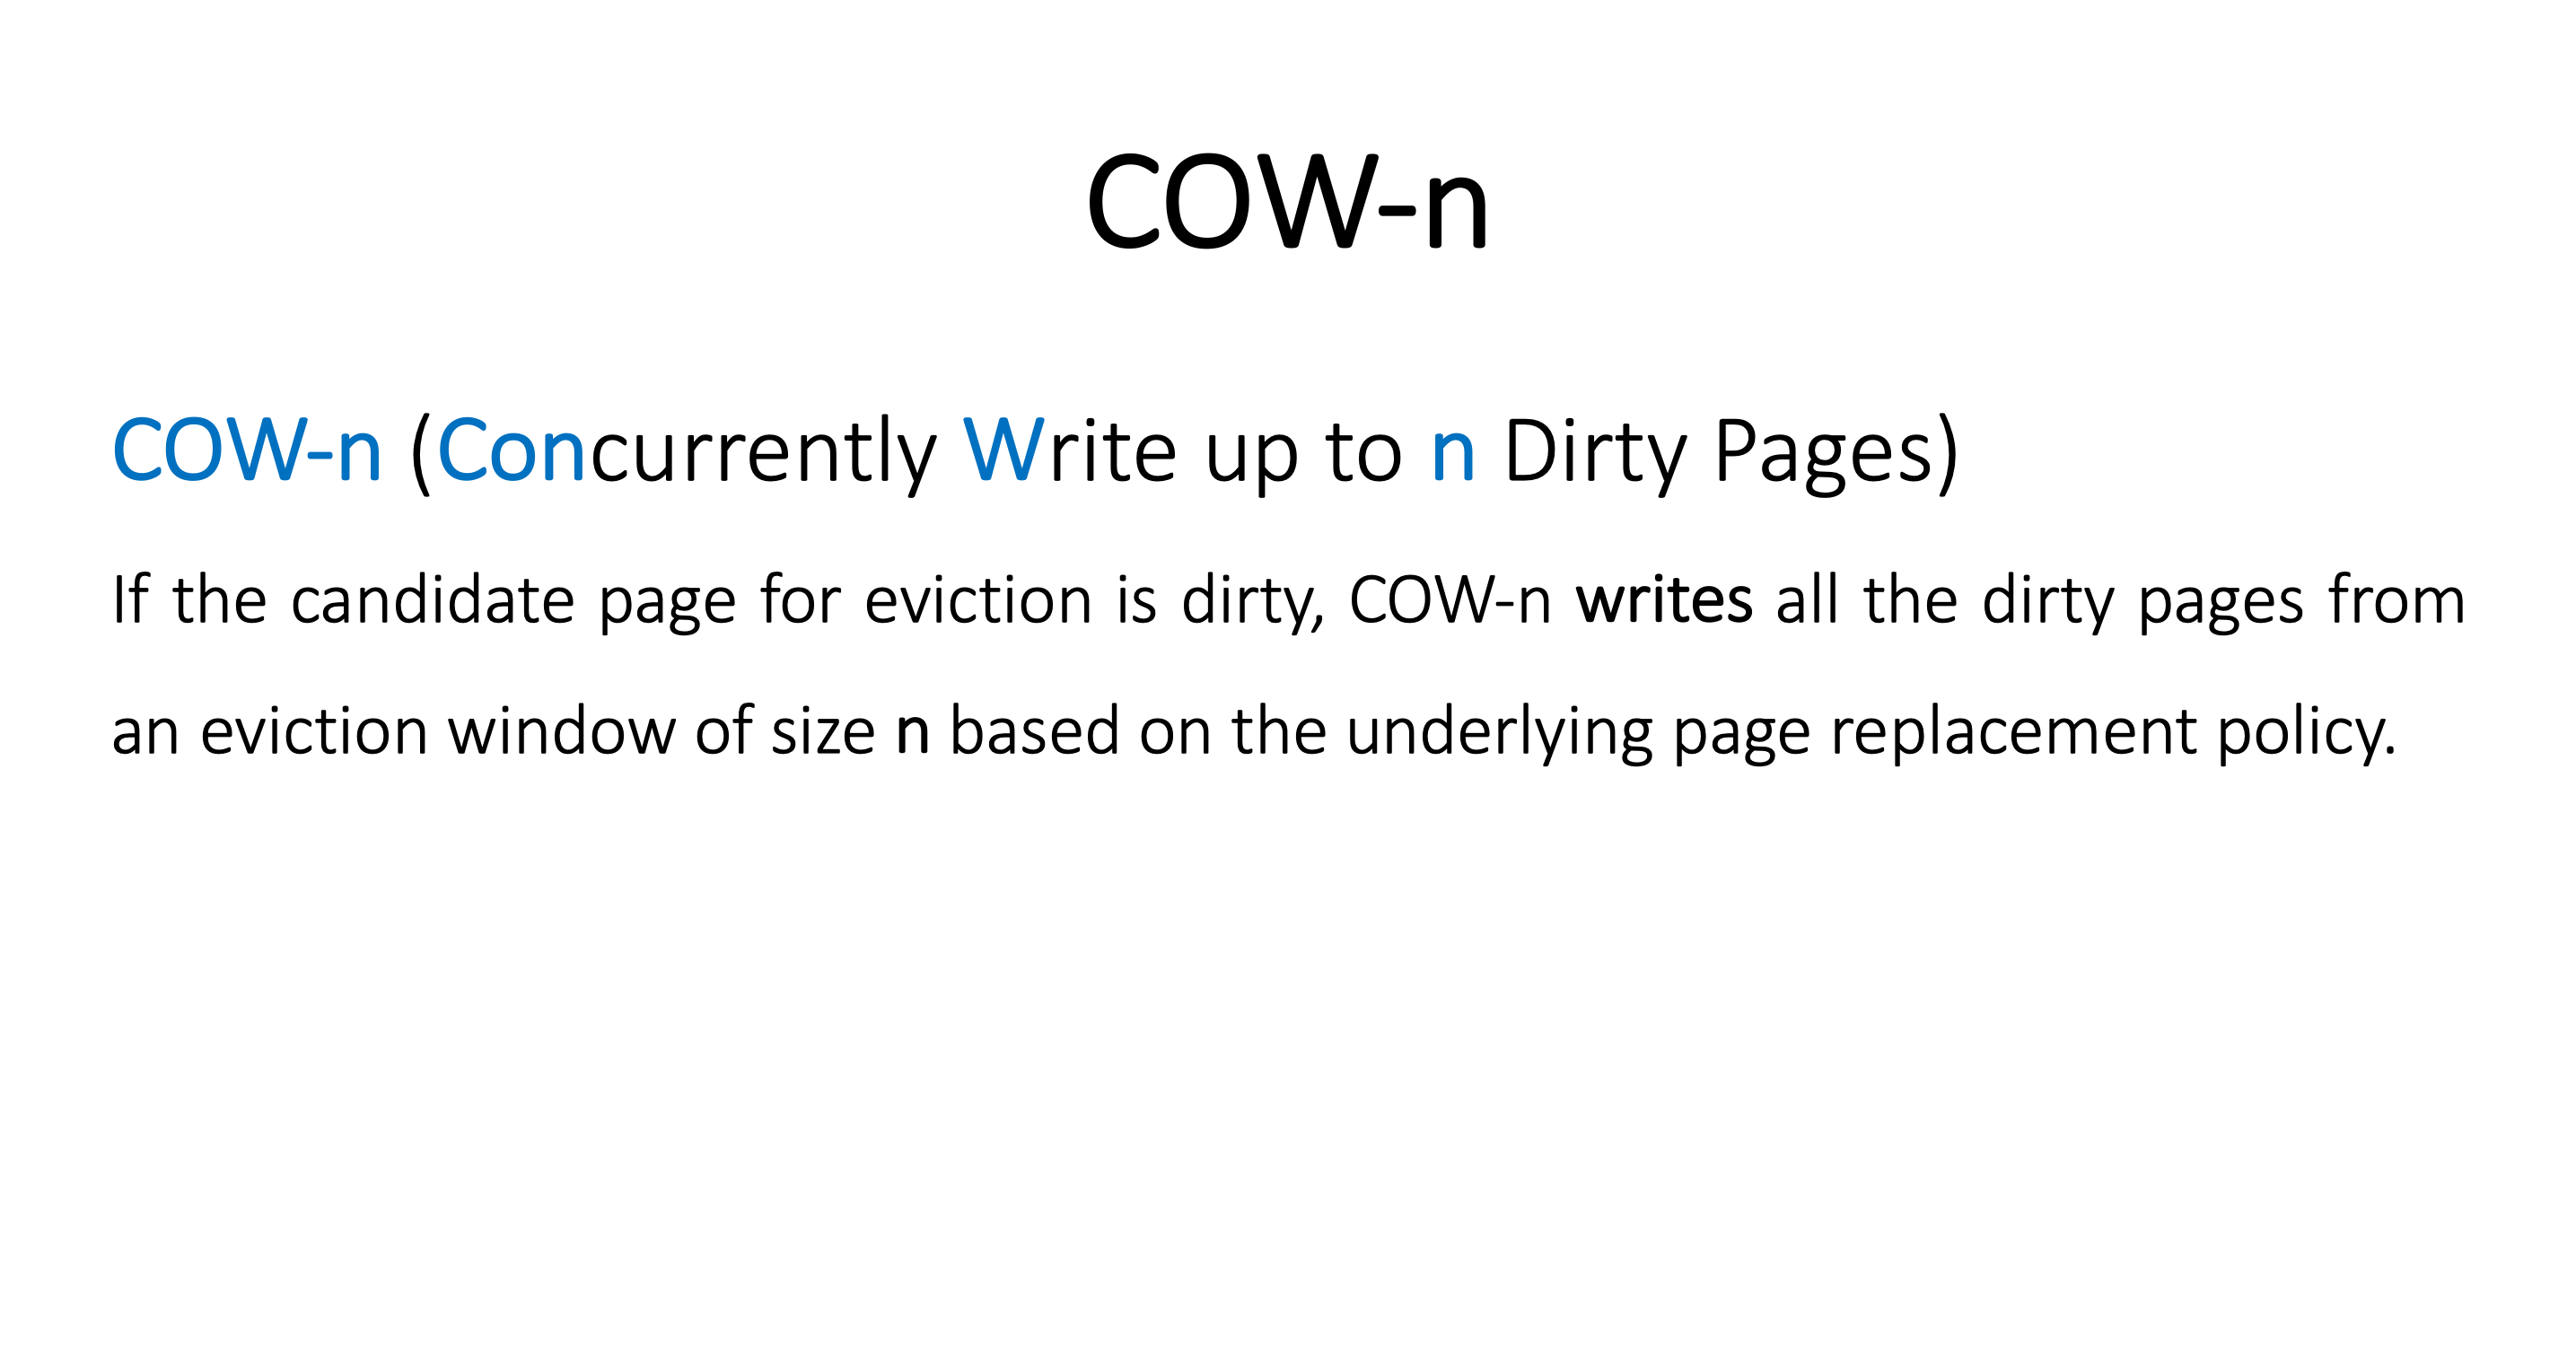 COW-n
COW-n (Concurrently Write up to n Dirty Pages)
If the candidate page for eviction is dirty, COW-n writes all the dirty pages from
an eviction window of size n based on the underlying page replacement policy.